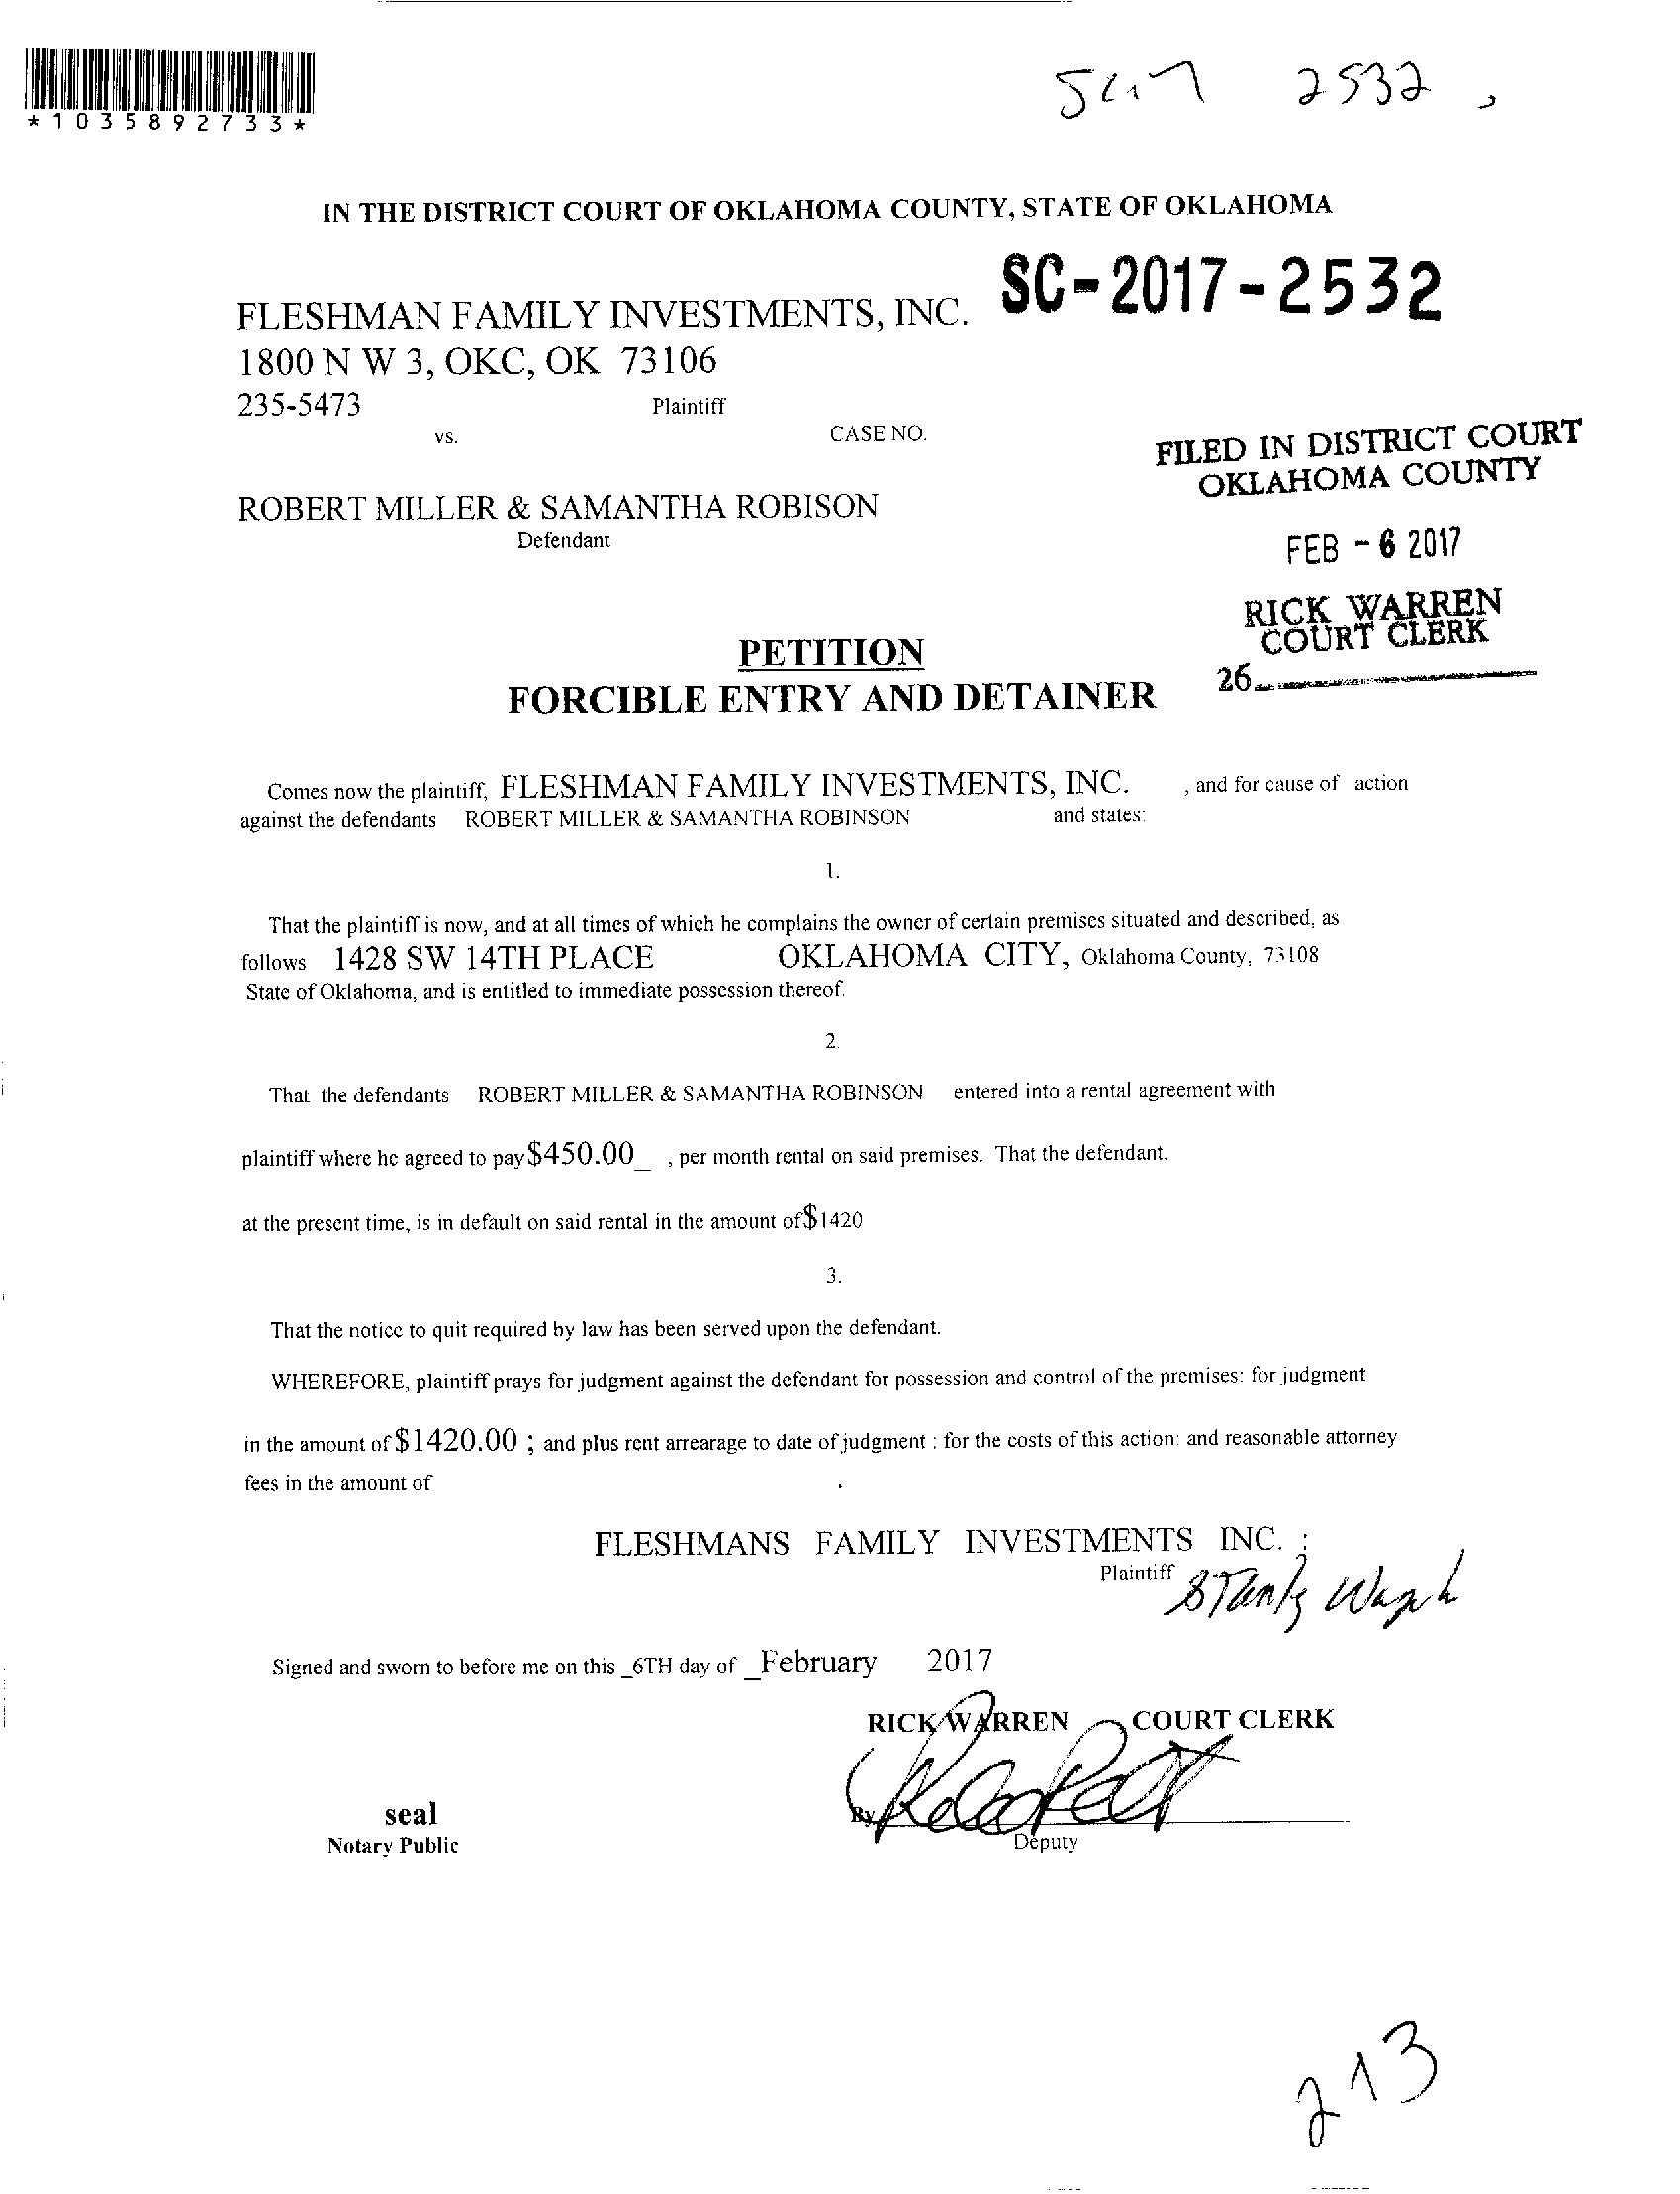 *1035892733*
2532,
IN THE DISTRICT COURT OF OKLAHOMA COUNTY, STATE OF OKLAHOMA
SC-2017-2532
FLESHMAN FAMILY INVESTMENTS, INC.
1800 N W 3, OKC, OK 73106
235-5473 Plaintiff
vs. CASE NO.
FILED IN DISTRICT COURT
OKLAHOMA COUNTY
ROBERT MILLER & SAMANTHA ROBISON
Defendant
FEB - 6 2017
RICK WARREN
COURT CLERK
26
PETITION
FORCIBLE ENTRY AND DETAINER
Comes now the plaintiff, FLESHMAN FAMILY INVESTMENTS, INC. , and for cause of action
against the defendants ROBERT MILLER & SAMANTHA ROBINSON and states:
1.
That the plaintiff is now, and at all times of which he complains the owner of certain premises situated and described, as
follows 1428 SW 14TH PLACE OKLAHOMA CITY, Oklahoma County, 73108
State of Oklahoma, and is entitled to immediate possession thereof.
2.
That the defendants ROBERT MILLER & SAMANTHA ROBINSON entered into a rental agreement with
plaintiff where he agreed to pay $450.00_ , per month rental on said premises. That the defendant,
at the present time, is in default on said rental in the amount of $1420
3.
That the notice to quit required by law has been served upon the defendant.
WHEREFORE, plaintiff prays for judgment against the defendant for possession and control of the premises: for judgment
in the amount of $1420.00 ; and plus rent arrearage to date of judgment ; for the costs of this action: and reasonable attorney
fees in the amount of .
FLESHMANS FAMILY INVESTMENTS INC. ;
Plaintiff
Signed and sworn to before me on this _6TH day of _February 2017
RICK WARREN COURT CLERK
By
seal
Notary Public
Deputy
213